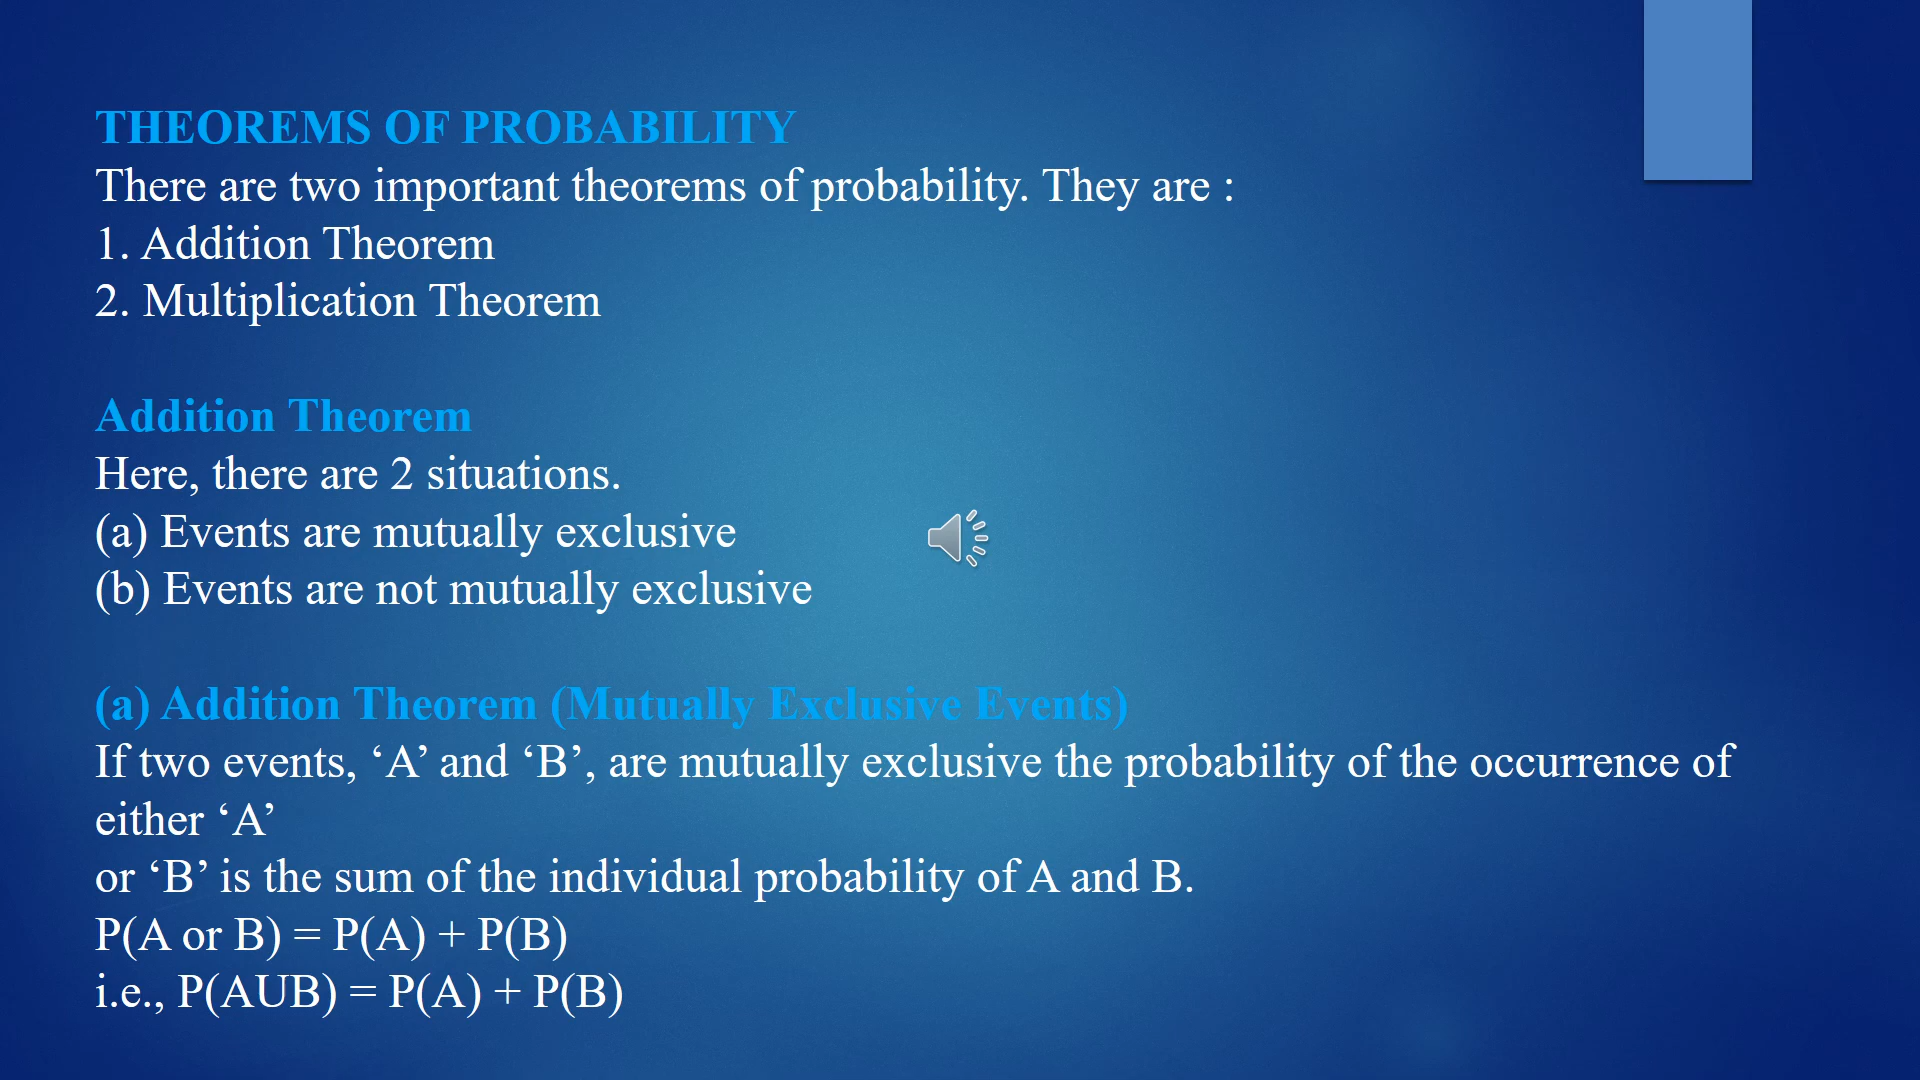 THEOREMS OF PROBABILITY
There are two important theorems of probability. They are :
1. Addition Theorem
2. Multiplication Theorem
Addition Theorem
Here, there are 2 situations.
(a) Events are mutually exclusive
(b) Events are not mutually exclusive
(a) Addition Theorem (Mutually Exclusive Events)
If two events, ‘A’ and ‘B’, are mutually exclusive the probability of the occurrence of
either ‘A’
or ‘B’ is the sum of the individual probability of A and B.
P(A or B) = P(A) + P(B)
i.e., P(AUB) = P(A) + P(B)